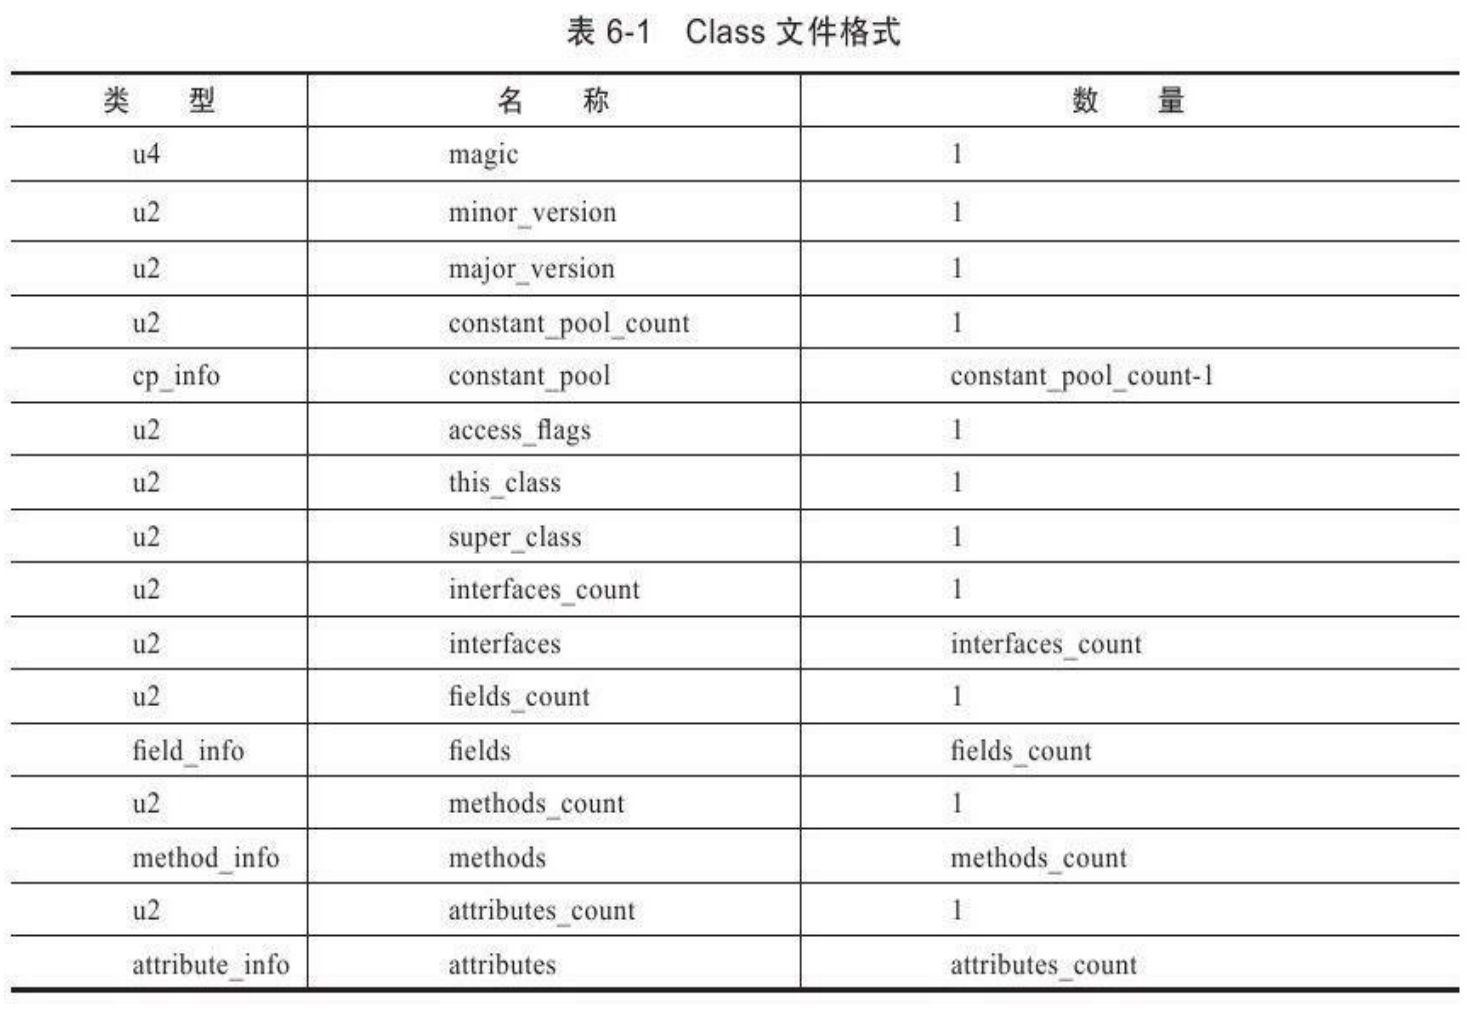 表 6-1 Class 文件格式
类 型 名 称 数 量
u4 magic 1
u2 minor_version 1
u2 major_version 1
u2 constant_pool_count 1
cp_info constant_pool constant_pool_count-1
u2 access_flags 1
u2 this_class 1
u2 super_class 1
u2 interfaces_count 1
u2 interfaces interfaces_count
u2 fields_count 1
field_info fields fields_count
u2 methods_count 1
method_info methods methods_count
u2 attributes_count 1
attribute_info attributes attributes_count